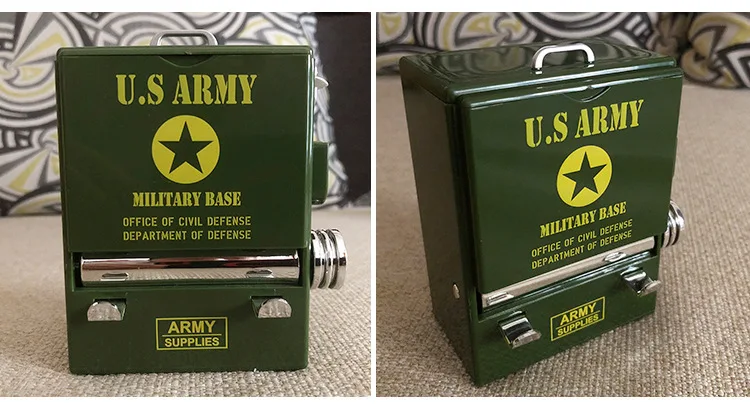 U.S ARMY
MILITARY BASE
OFFICE OF CIVIL DEFENSE
DEPARTMENT OF DEFENSE
ARMY
SUPPLIES
U.S ARMY
MILITARY BASE
OFFICE OF CIVIL DEFENSE
DEPARTMENT OF DEFENSE
ARMY
SUPPLIES